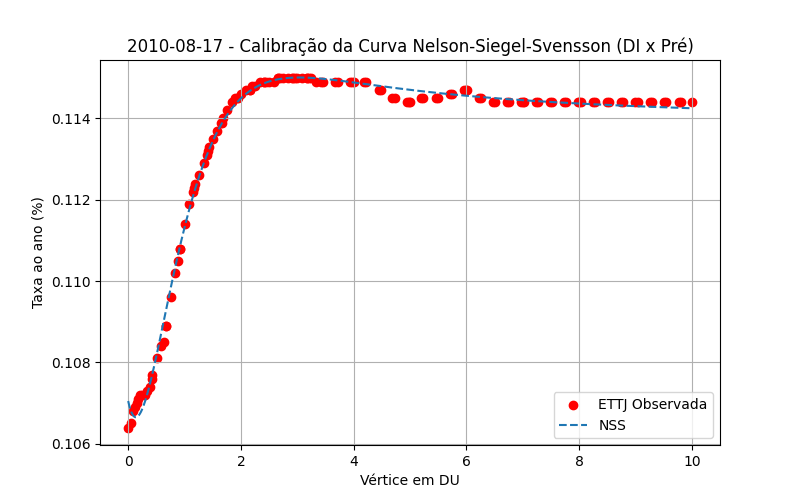 2010-08-17 - Calibração da Curva Nelson-Siegel-Svensson (DI x Pré)
Taxa ao ano (%)
0.114
0.112
0.110
0.108
0.106
0
2
4
6
8
10
Vértice em DU
ETTJ Observada
NSS